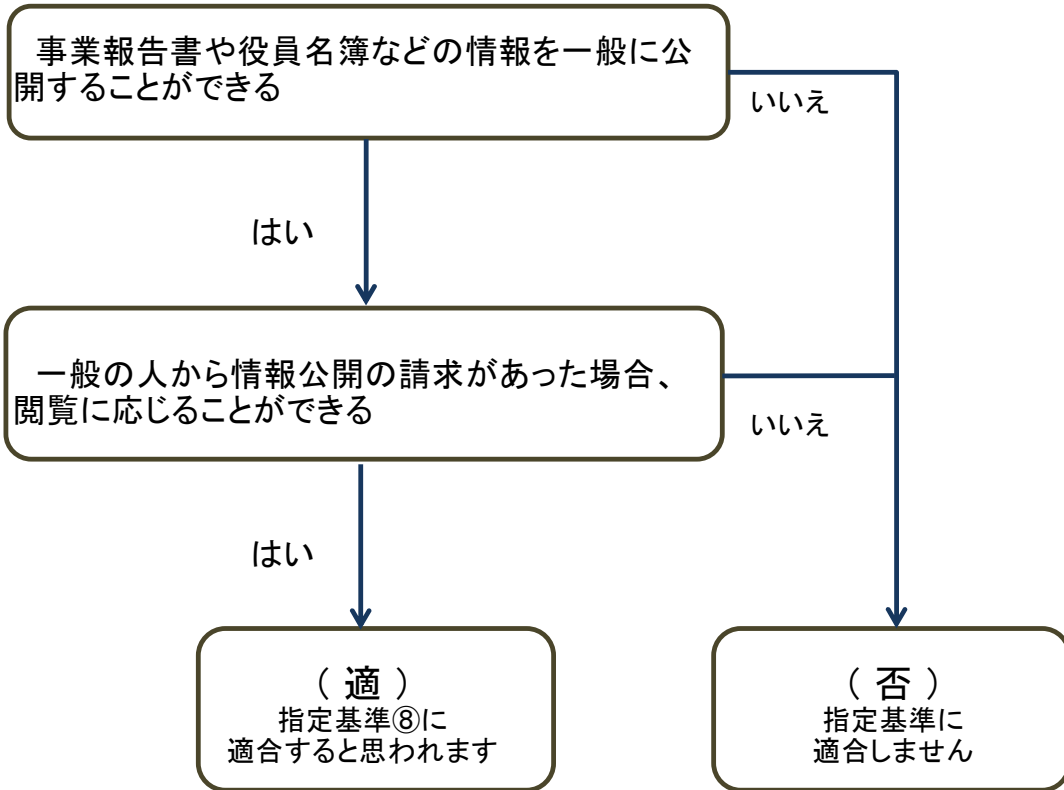 事業報告書や役員名簿などの情報を一般に公
開することができる
いいえ
はい
一般の人から情報公開の請求があった場合、
閲覧に応じることができる
いいえ
はい
（ 適 ）
指定基準⑧に
適合すると思われます
（ 否 ）
指定基準に
適合しません